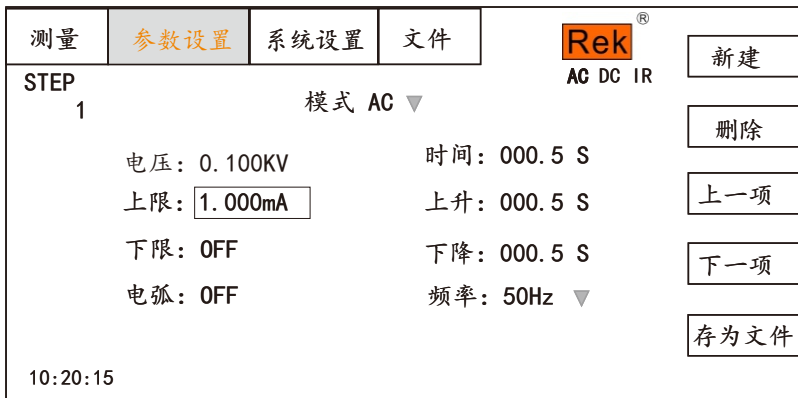 测量 参数设置 系统设置 文件
Rek®
AC DC IR
STEP
1
模式 AC ▼
电压: 0.100KV
时间: 000.5 S
上限: 1.000mA
上升: 000.5 S
下限: OFF
下降: 000.5 S
电弧: OFF
频率: 50Hz ▼
10:20:15
新建
删除
上一项
下一项
存为文件